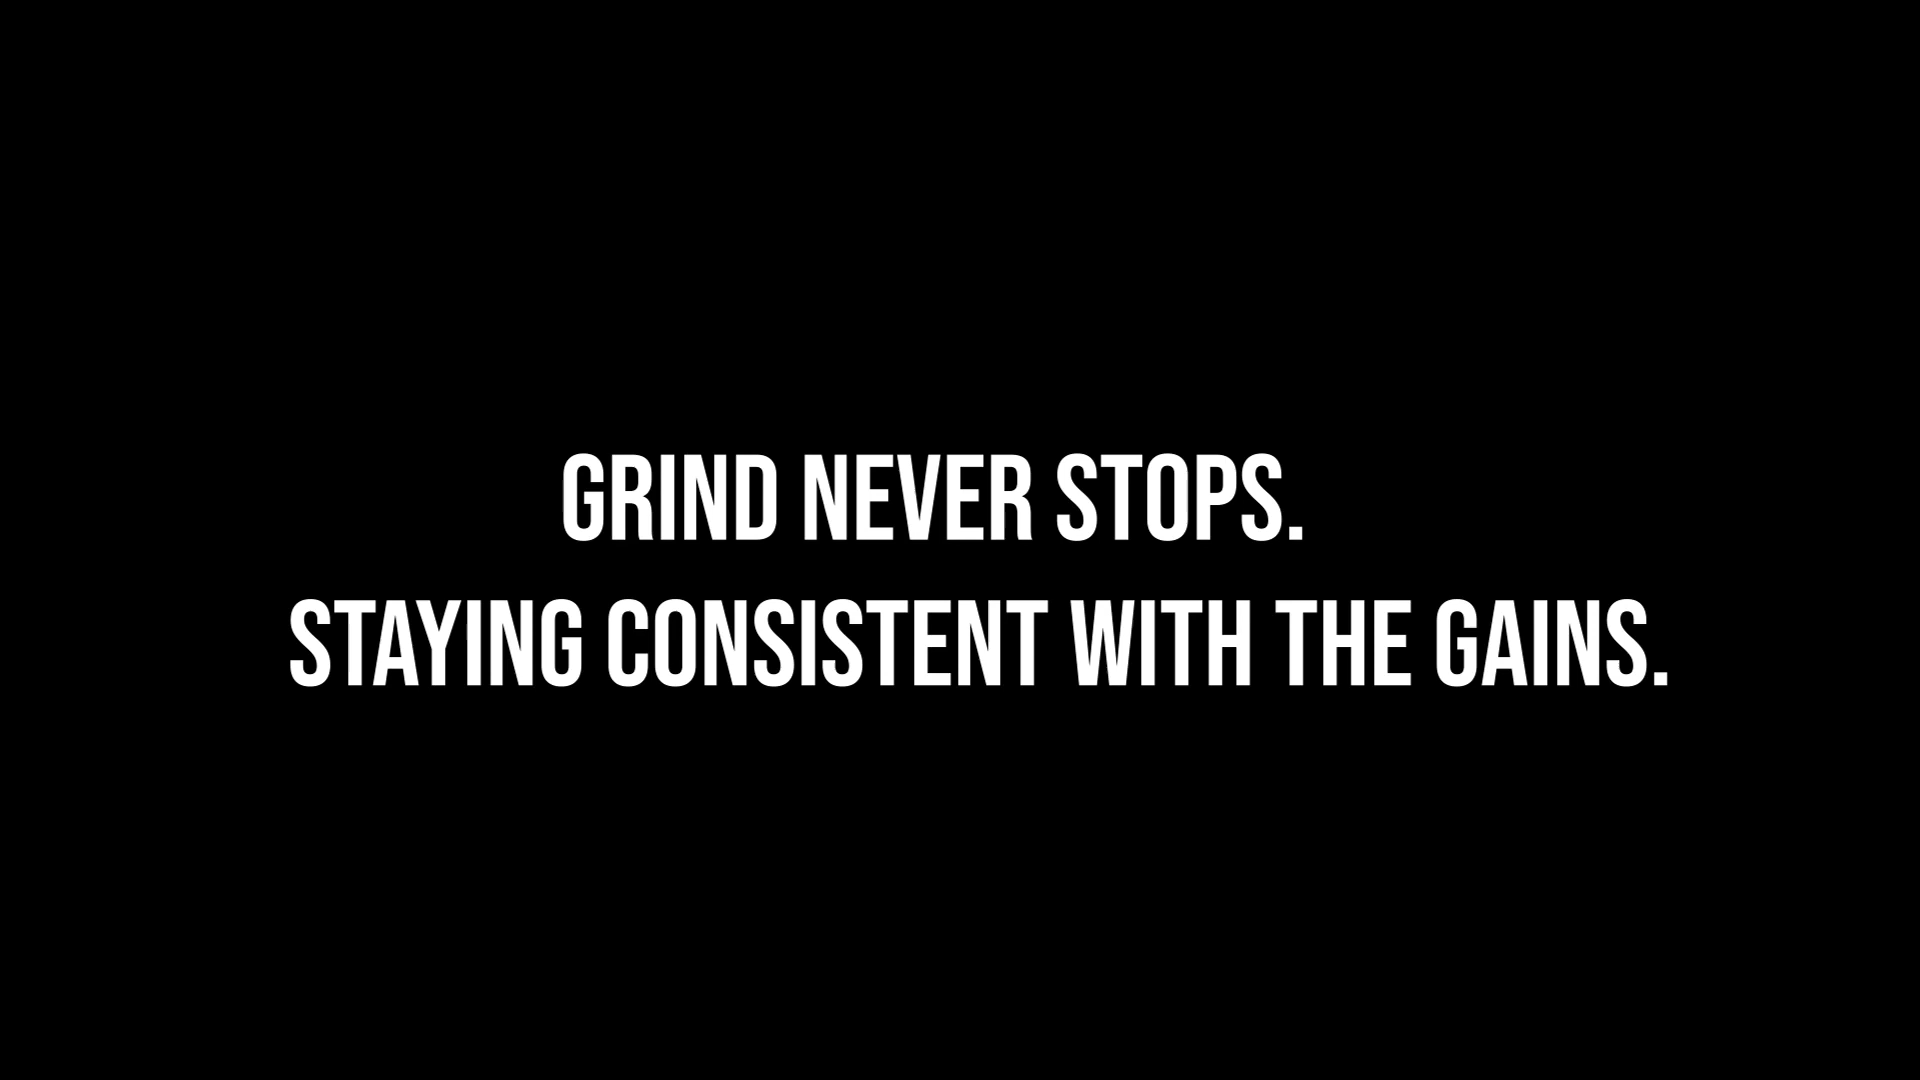 GRIND NEVER STOPS.
STAYING CONSISTENT WITH THE GAINS.